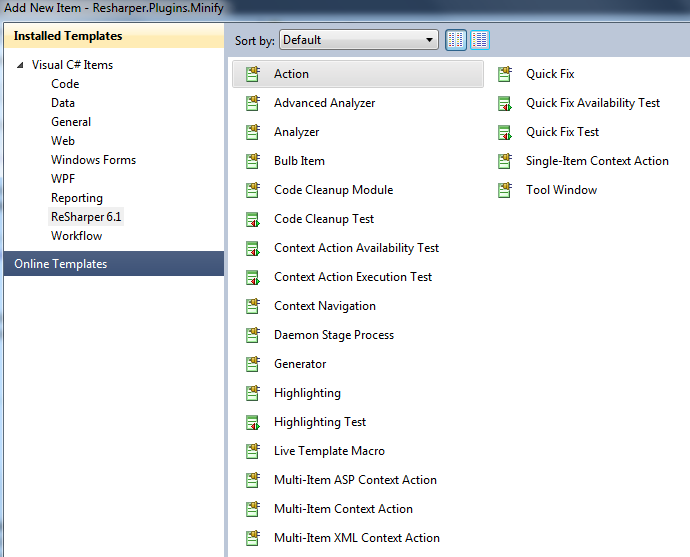 Add New Item - Resharper.Plugins.Minify
Installed Templates
Visual C# Items
Code
Data
General
Web
Windows Forms
WPF
Reporting
ReSharper 6.1
Workflow
Online Templates
Sort by: Default
Action
Advanced Analyzer
Analyzer
Bulb Item
Code Cleanup Module
Code Cleanup Test
Context Action Availability Test
Context Action Execution Test
Context Navigation
Daemon Stage Process
Generator
Highlighting
Highlighting Test
Live Template Macro
Multi-Item ASP Context Action
Multi-Item Context Action
Multi-Item XML Context Action
Quick Fix
Quick Fix Availability Test
Quick Fix Test
Single-Item Context Action
Tool Window